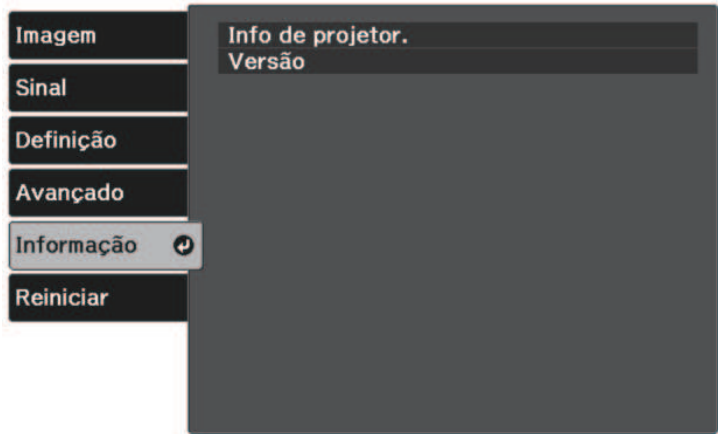 Imagem
Sinal
Definição
Avançado
Informação
Reiniciar
Info de projetor.
Versão